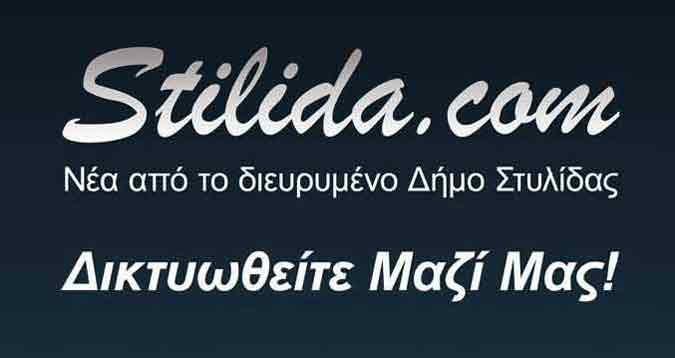 Stilida.com
Νέα από το διευρυμένο Δήμο Στυλίδας
Δικτυωθείτε Μαζί Μας!